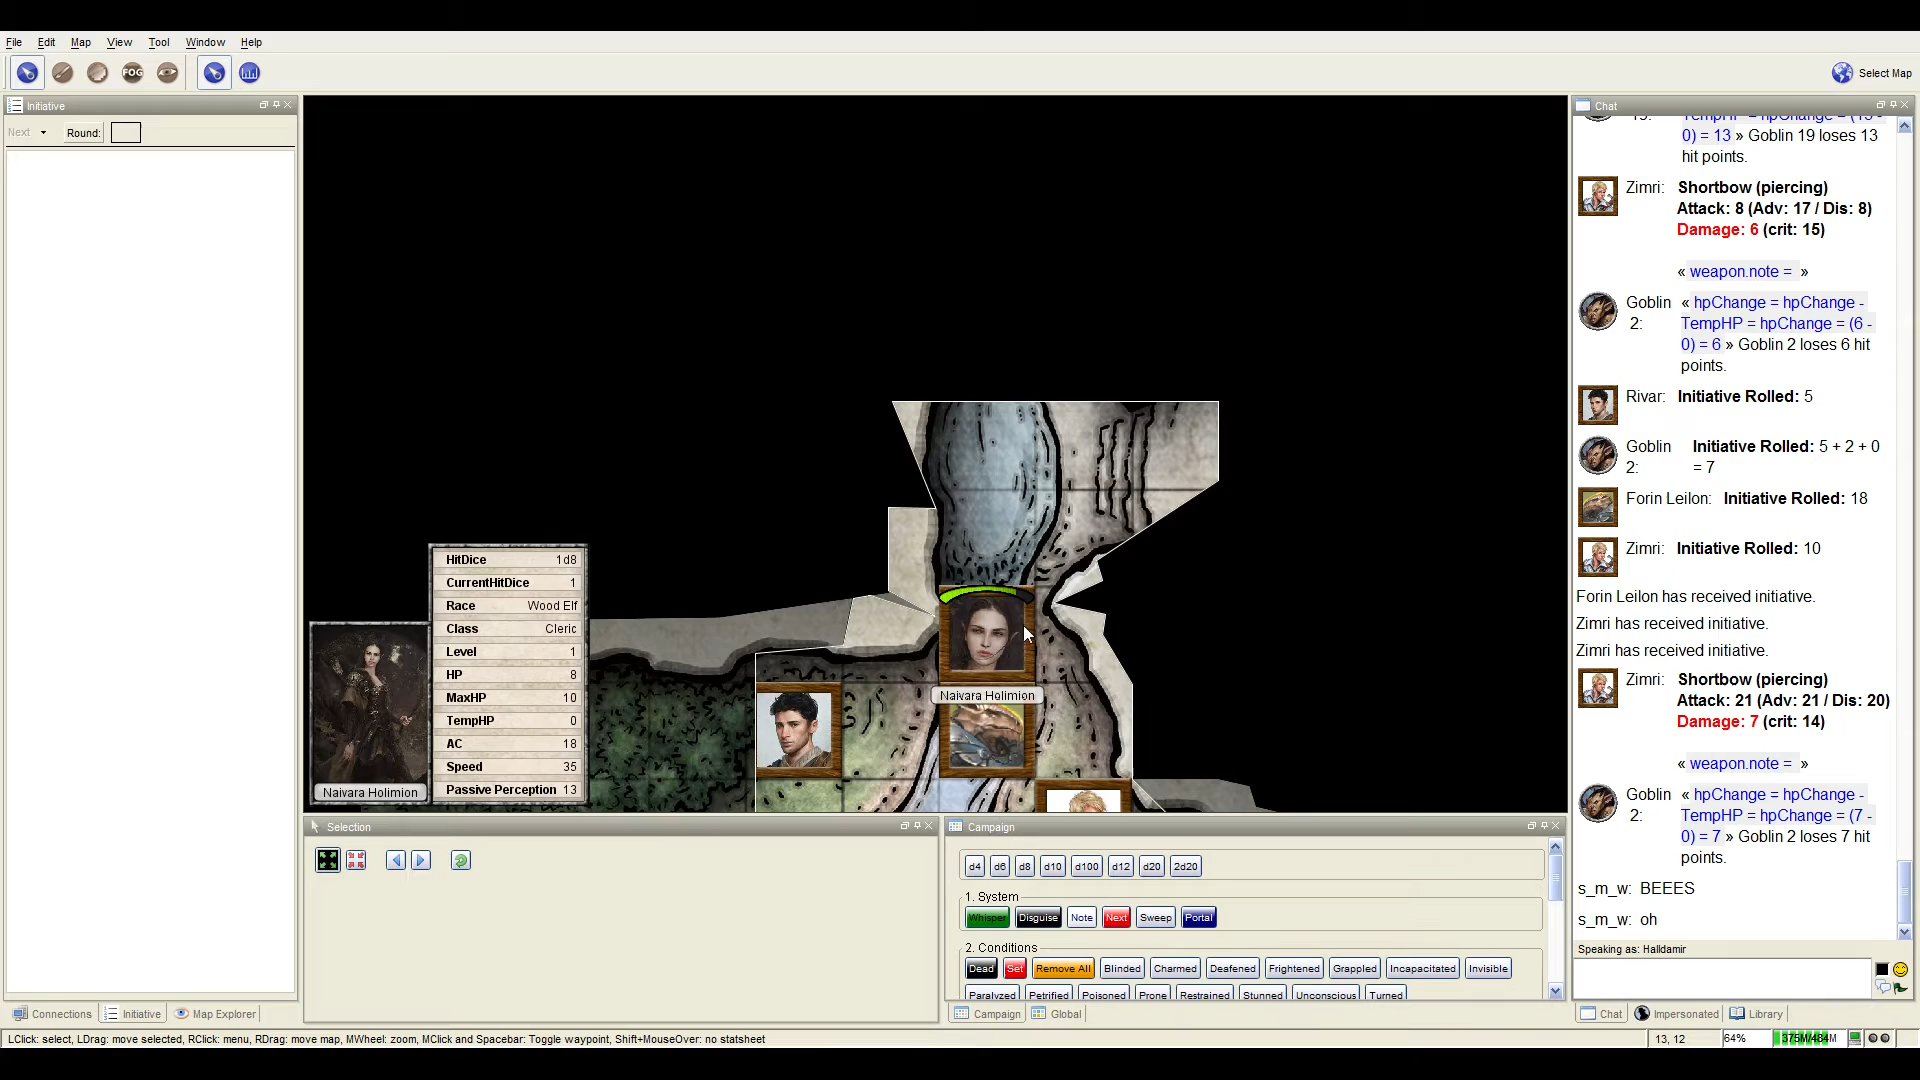 File Edit Map View Tool Window Help
FOG
Select Map
Initiative
Next Round:
HitDice 1d8
CurrentHitDice 1
Race Wood Elf
Class Cleric
Level 1
HP 8
MaxHP 10
TempHP 0
AC 18
Speed 35
Passive Perception 13
Naivara Holimion
Naivara Holimion
Selection
Campaign
d4 d6 d8 d10 d100 d12 d20 2d20
1. System
Whisper Disguise Note Next Sweep Portal
2. Conditions
Dead Set Remove All Blinded Charmed Deafened Frightened Grappled Incapacitated Invisible
Paralyzed Petrified Poisoned Prone Restrained Stunned Unconscious Turned
Campaign Global
Chat
19: TempHP = hpChange = (13 -
0) = 13 » Goblin 19 loses 13
hit points.
Zimri: Shortbow (piercing)
Attack: 8 (Adv: 17 / Dis: 8)
Damage: 6 (crit: 15)
« weapon.note = »
Goblin 2: « hpChange = hpChange -
TempHP = hpChange = (6 -
0) = 6 » Goblin 2 loses 6 hit
points.
Rivar: Initiative Rolled: 5
Goblin 2: Initiative Rolled: 5 + 2 + 0
= 7
Forin Leilon: Initiative Rolled: 18
Zimri: Initiative Rolled: 10
Forin Leilon has received initiative.
Zimri has received initiative.
Zimri has received initiative.
Zimri: Shortbow (piercing)
Attack: 21 (Adv: 21 / Dis: 20)
Damage: 7 (crit: 14)
« weapon.note = »
Goblin 2: « hpChange = hpChange -
TempHP = hpChange = (7 -
0) = 7 » Goblin 2 loses 7 hit
points.
s_m_w: BEEES
s_m_w: oh
Speaking as: Halldamir
Chat Impersonated Library
Connections Initiative Map Explorer
LClick: select, LDrag: move selected, RClick: menu, RDrag: move map, MWheel: zoom, MClick and Spacebar: Toggle waypoint, Shift+MouseOver: no statsheet
13, 12 64% 375M/484M